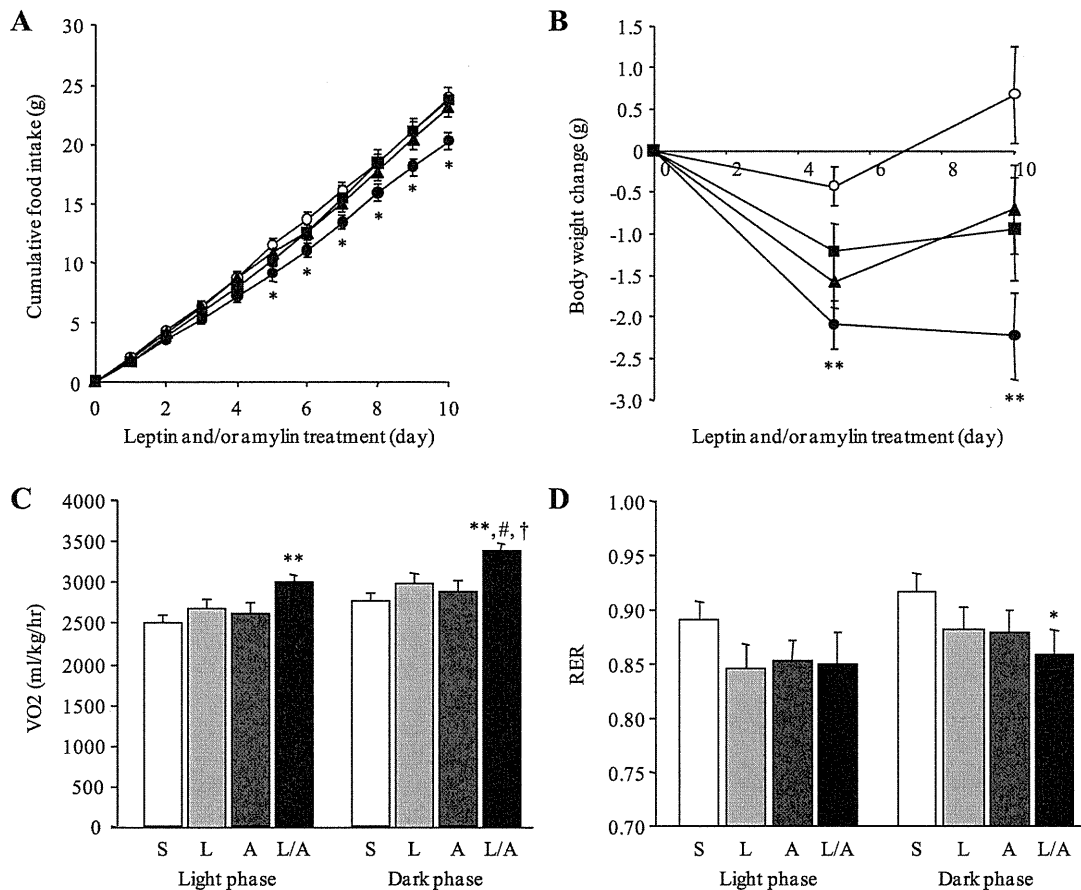 A
30
25
20
15
10
5
0
Cumulative food intake (g)
* * * * * *
0 2 4 6 8 10
Leptin and/or amylin treatment (day)
B
1.5
1.0
0.5
0
-0.5
-1.0
-1.5
-2.0
-2.5
-3.0
Body weight change (g)
0 2 4 6 8 10
** **
Leptin and/or amylin treatment (day)
C
4000
3500
3000
2500
2000
1500
1000
500
0
VO2 (ml/kg/hr)
** **, #, †
S L A L/A S L A L/A
Light phase Dark phase
D
1.00
0.95
0.90
0.85
0.80
0.75
0.70
RER
*
S L A L/A S L A L/A
Light phase Dark phase